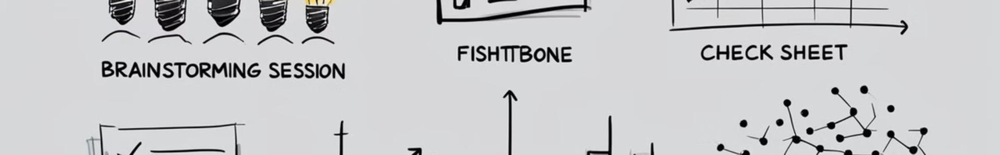 BRAINSTORMING SESSION
FISHTTBONE
CHECK SHEET